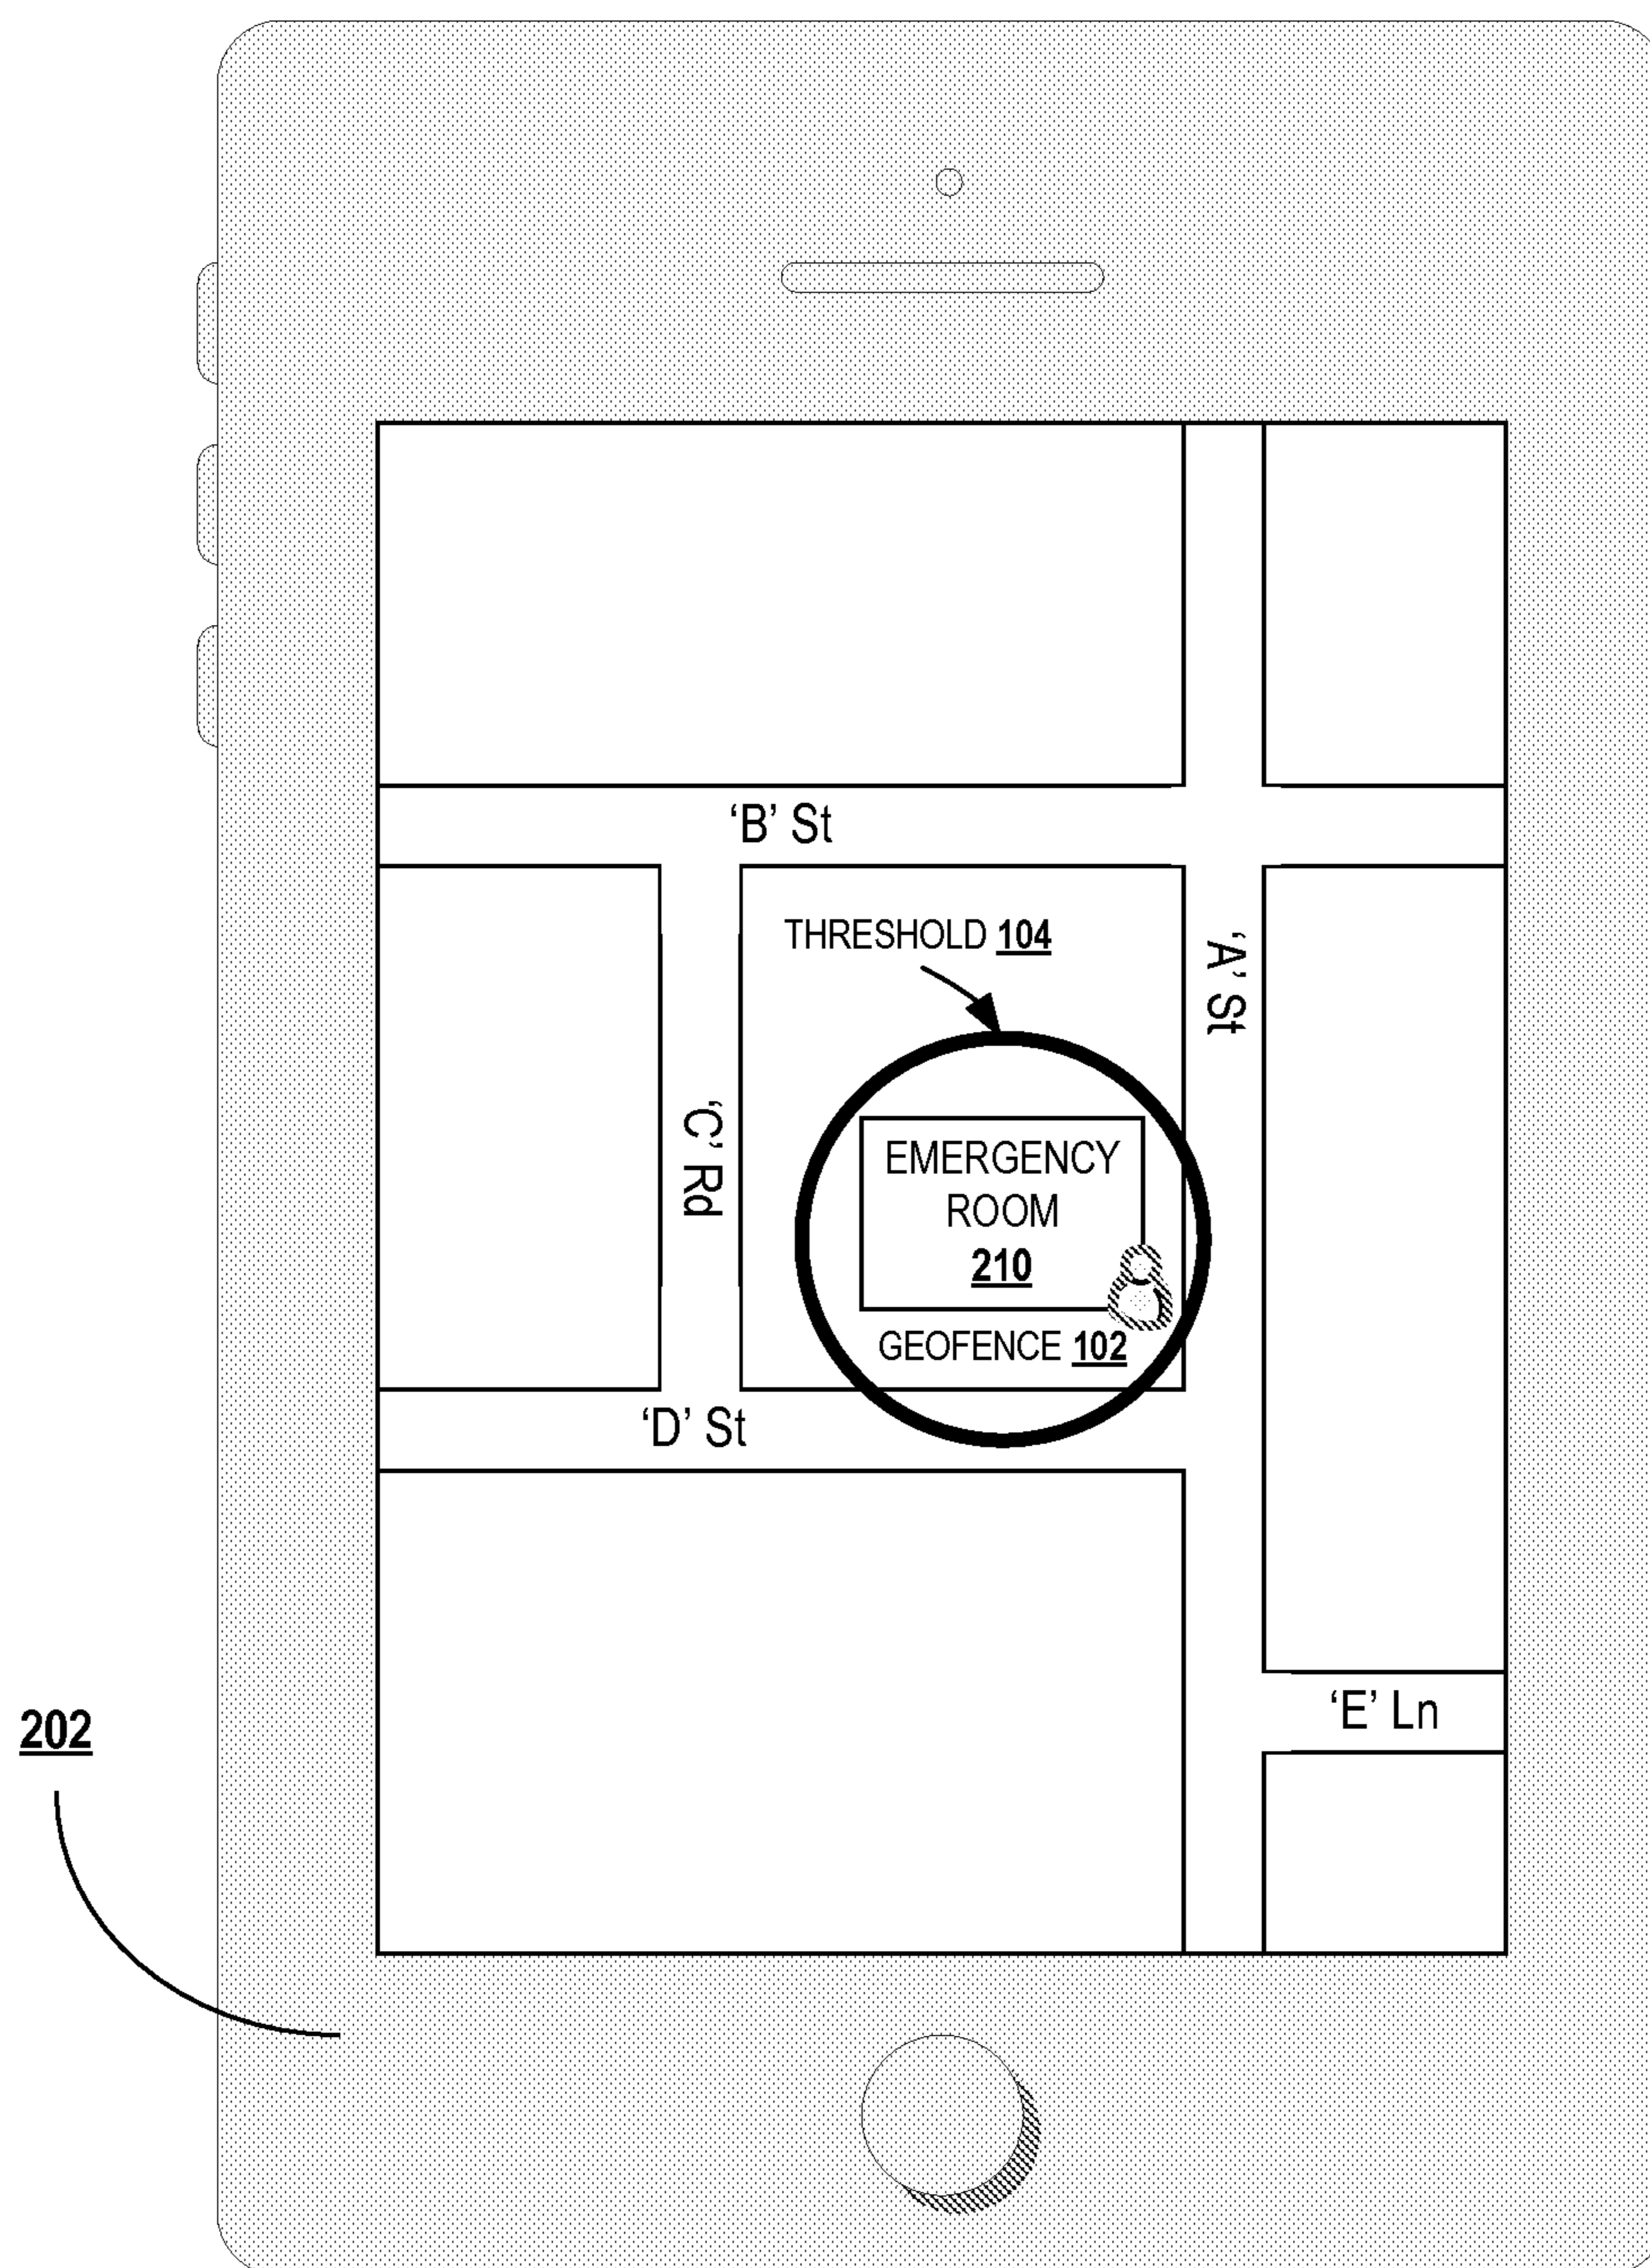 ‘B’ St
THRESHOLD 104
‘A’ St
‘C’ Rd
EMERGENCY
ROOM
210
GEOFENCE 102
‘D’ St
‘E’ Ln
202